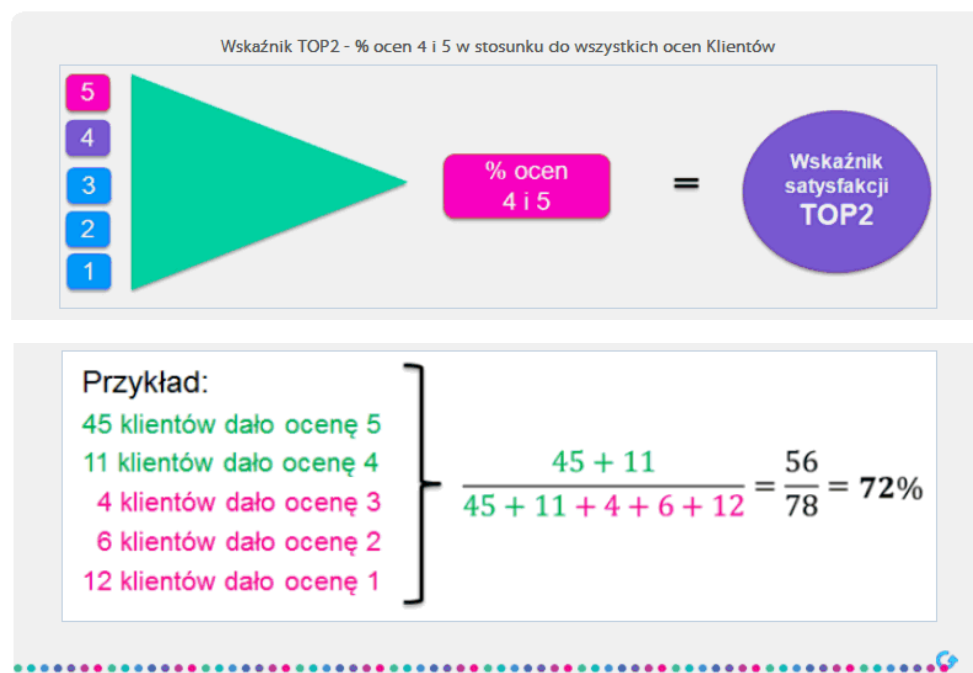 Wskaźnik TOP2 - % ocen 4 i 5 w stosunku do wszystkich ocen Klientów
5
4
3
2
1
% ocen
4 i 5
=
Wskaźnik
satysfakcji
TOP2
Przykład:
45 klientów dało ocenę 5
11 klientów dało ocenę 4
4 klientów dało ocenę 3
6 klientów dało ocenę 2
12 klientów dało ocenę 1
45 + 11
45 + 11 + 4 + 6 + 12
=
56
78
= 72%